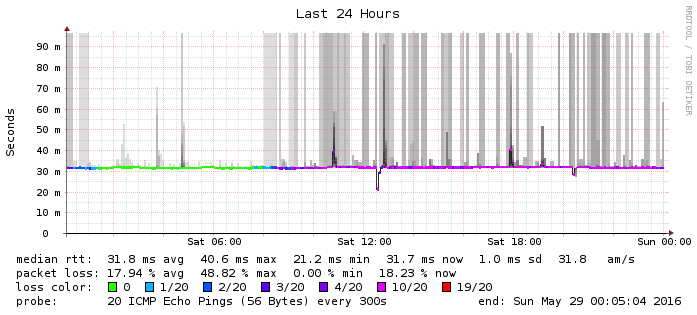 Last 24 Hours
RRDTOOL / TOBI OETIKER
Seconds
90 m
80 m
70 m
60 m
50 m
40 m
30 m
20 m
10 m
0
Sat 06:00 Sat 12:00 Sat 18:00 Sun 00:00
median rtt: 31.8 ms avg 40.6 ms max 21.2 ms min 31.7 ms now 1.0 ms sd 31.8 am/s
packet loss: 17.94 % avg 48.82 % max 0.00 % min 18.23 % now
loss color: 0 1/20 2/20 3/20 4/20 10/20 19/20
probe: 20 ICMP Echo Pings (56 Bytes) every 300s end: Sun May 29 00:05:04 2016